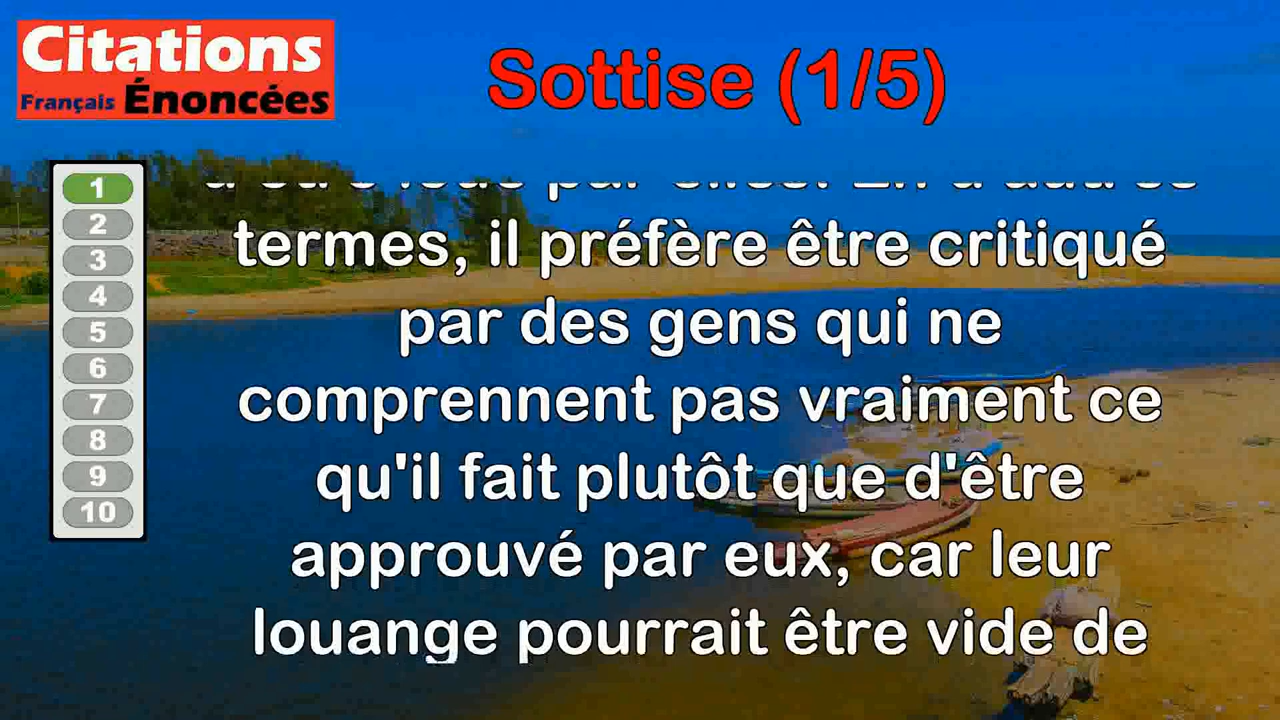 Citations
Français Énoncées
Sottise (1/5)
1
2
3
4
5
6
7
8
9
10
termes, il préfère être critiqué
par des gens qui ne
comprennent pas vraiment ce
qu'il fait plutôt que d'être
approuvé par eux, car leur
louange pourrait être vide de